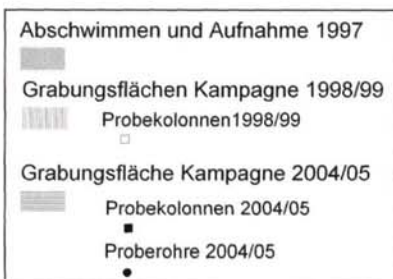 Abschwimmen und Aufnahme 1997
Grabungsflächen Kampagne 1998/99
Probekolonnen1998/99
Grabungsfläche Kampagne 2004/05
Probekolonnen 2004/05
Proberohre 2004/05